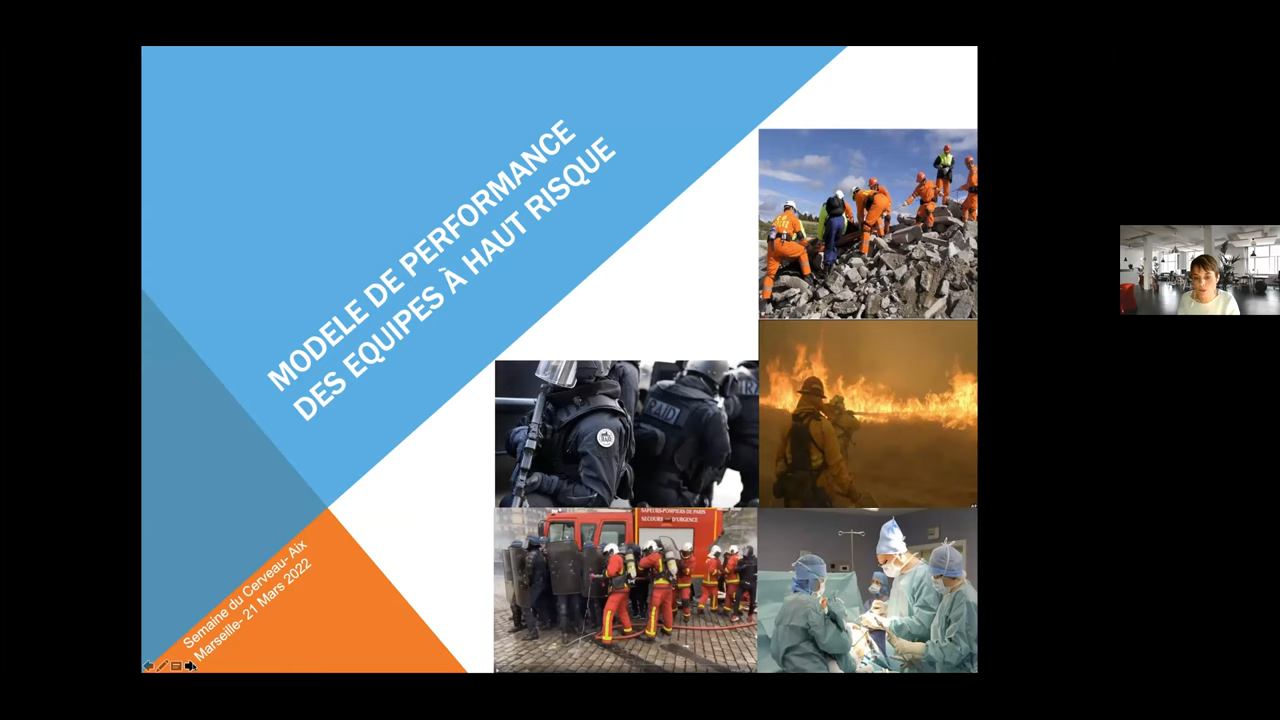 MODELE DE PERFORMANCE
DES EQUIPES À HAUT RISQUE
Semaine du Cerveau- Aix
Marseille- 21 Mars 2022
RAID
SAPEURS-POMPIERS DE PARIS
SECOURS D'URGENCE